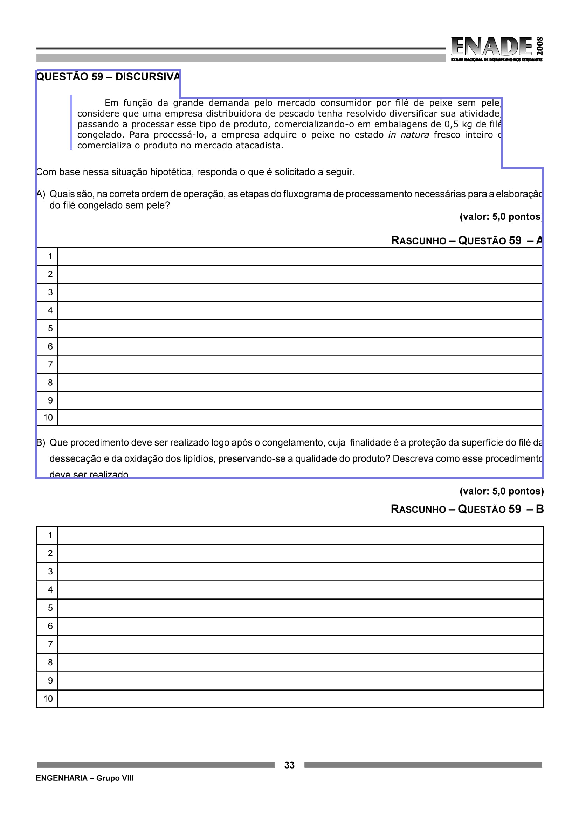 ENADE 2008
EXAME NACIONAL DE DESEMPENHO DOS ESTUDANTES
QUESTÃO 59 – DISCURSIVA
Em função da grande demanda pelo mercado consumidor por filé de peixe sem pele,
considere que uma empresa distribuidora de pescado tenha resolvido diversificar sua atividade,
passando a processar esse tipo de produto, comercializando-o em embalagens de 0,5 kg de filé
congelado. Para processá-lo, a empresa adquire o peixe no estado in natura fresco inteiro e
comercializa o produto no mercado atacadista.
Com base nessa situação hipotética, responda o que é solicitado a seguir.
A) Quais são, na correta ordem de operação, as etapas do fluxograma de processamento necessárias para a elaboração
do filé congelado sem pele?
(valor: 5,0 pontos)
RASCUNHO – QUESTÃO 59 – A
1
2
3
4
5
6
7
8
9
10
B) Que procedimento deve ser realizado logo após o congelamento, cuja finalidade é a proteção da superfície do filé da
dessecação e da oxidação dos lipídios, preservando-se a qualidade do produto? Descreva como esse procedimento
deve ser realizado
(valor: 5,0 pontos)
RASCUNHO – QUESTÃO 59 – B
1
2
3
4
5
6
7
8
9
10
33
ENGENHARIA – Grupo VIII